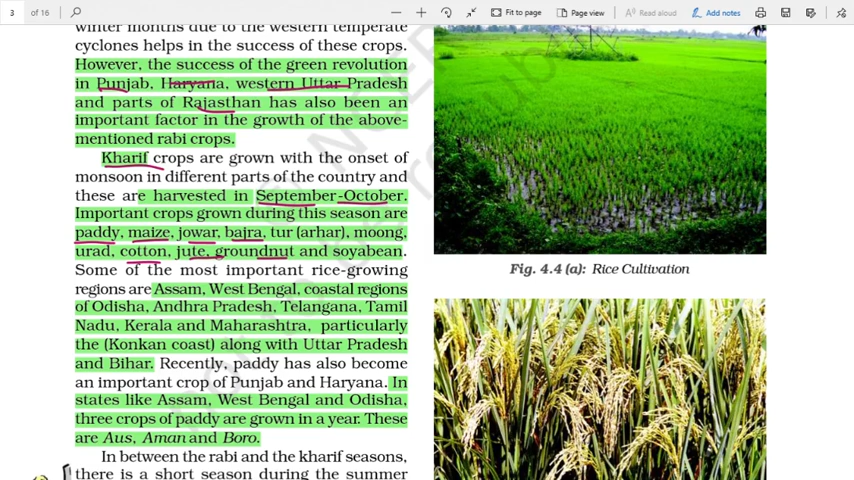 3 of 16 Fit to page Page view Read aloud Add notes
winter months due to the western temperate
cyclones helps in the success of these crops.
However, the success of the green revolution
in Punjab, Haryana, western Uttar Pradesh
and parts of Rajasthan has also been an
important factor in the growth of the above-
mentioned rabi crops.
Kharif crops are grown with the onset of
monsoon in different parts of the country and
these are harvested in September-October.
Important crops grown during this season are
paddy, maize, jowar, bajra, tur (arhar), moong,
urad, cotton, jute, groundnut and soyabean.
Some of the most important rice-growing
regions are Assam, West Bengal, coastal regions
of Odisha, Andhra Pradesh, Telangana, Tamil
Nadu, Kerala and Maharashtra, particularly
the (Konkan coast) along with Uttar Pradesh
and Bihar. Recently, paddy has also become
an important crop of Punjab and Haryana. In
states like Assam, West Bengal and Odisha,
three crops of paddy are grown in a year. These
are Aus, Aman and Boro.
In between the rabi and the kharif seasons,
there is a short season during the summer
Fig. 4.4 (a): Rice Cultivation